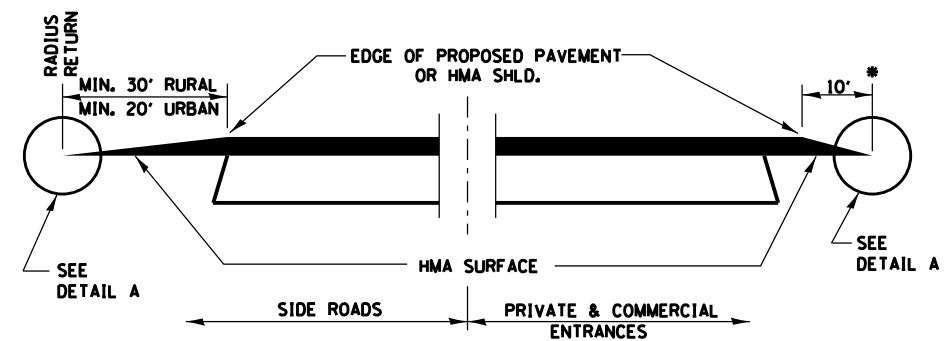 RADIUS
RETURN
MIN. 30' RURAL
MIN. 20' URBAN
EDGE OF PROPOSED PAVEMENT
OR HMA SHLD.
10'
*
SEE
DETAIL A
HMA SURFACE
SEE
DETAIL A
SIDE ROADS
PRIVATE & COMMERCIAL
ENTRANCES